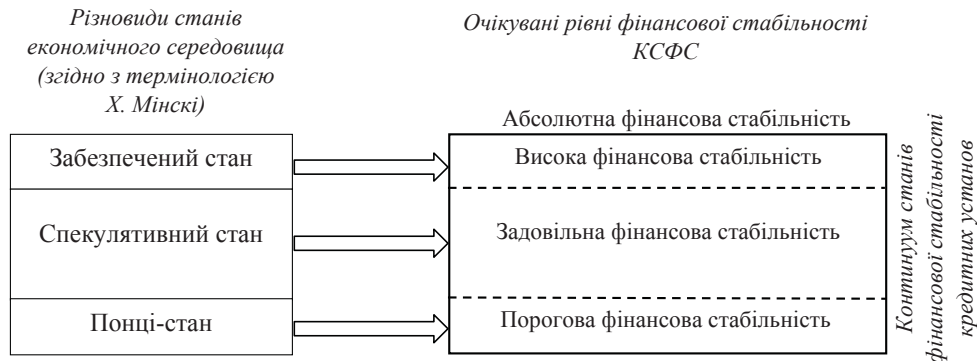 Різновиди станів
економічного середовища
(згідно з термінологією
Х. Мінскі)
Очікувані рівні фінансової стабільності
КСФС
Абсолютна фінансова стабільність
Забезпечений стан
Висока фінансова стабільність
Спекулятивний стан
Задовільна фінансова стабільність
Понці-стан
Порогова фінансова стабільність
Континуум станів
фінансової стабільності
кредитних установ